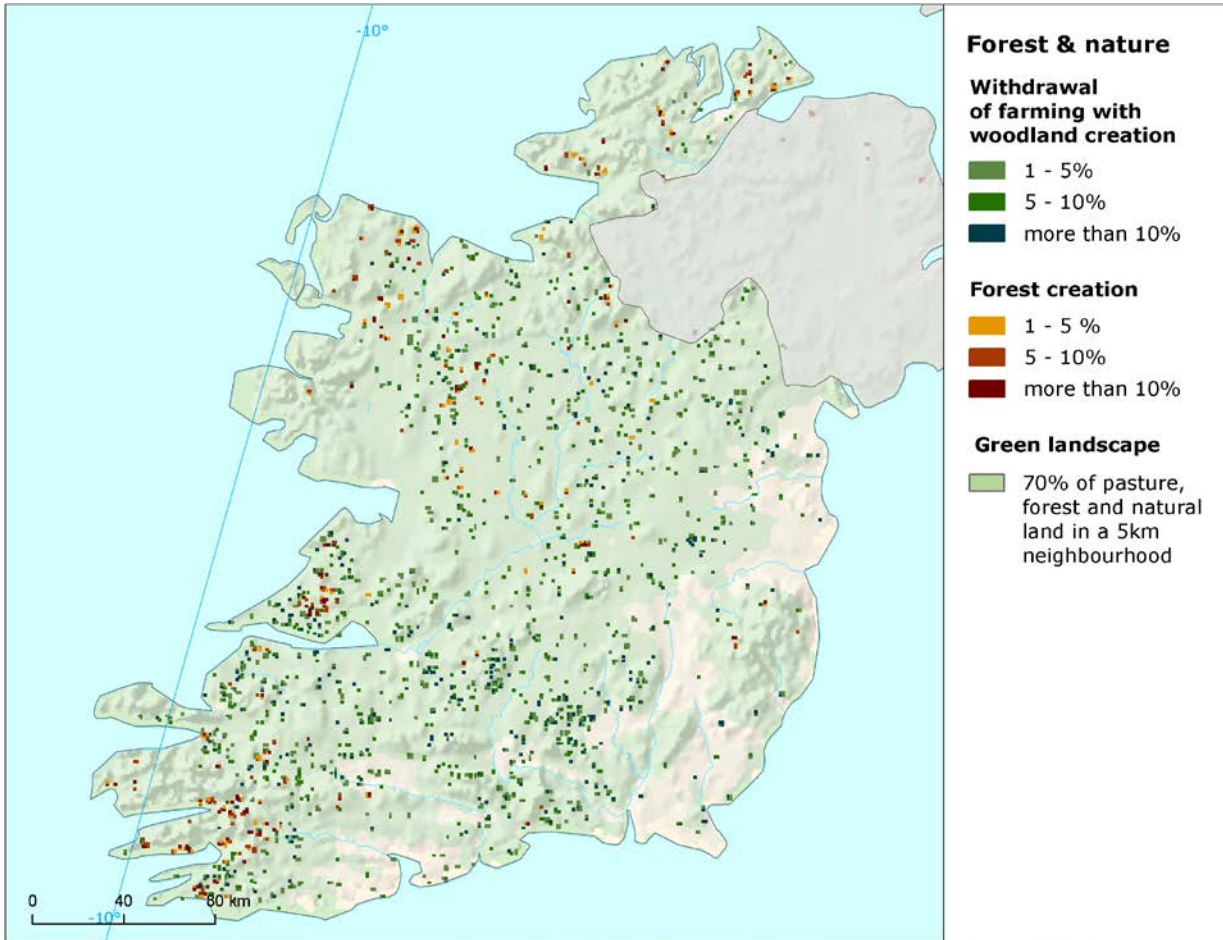 -10°
Forest & nature
Withdrawal
of farming with
woodland creation
1 - 5%
5 - 10%
more than 10%
Forest creation
1 - 5 %
5 - 10%
more than 10%
Green landscape
70% of pasture,
forest and natural
land in a 5km
neighbourhood
0 40 80 km
-10°